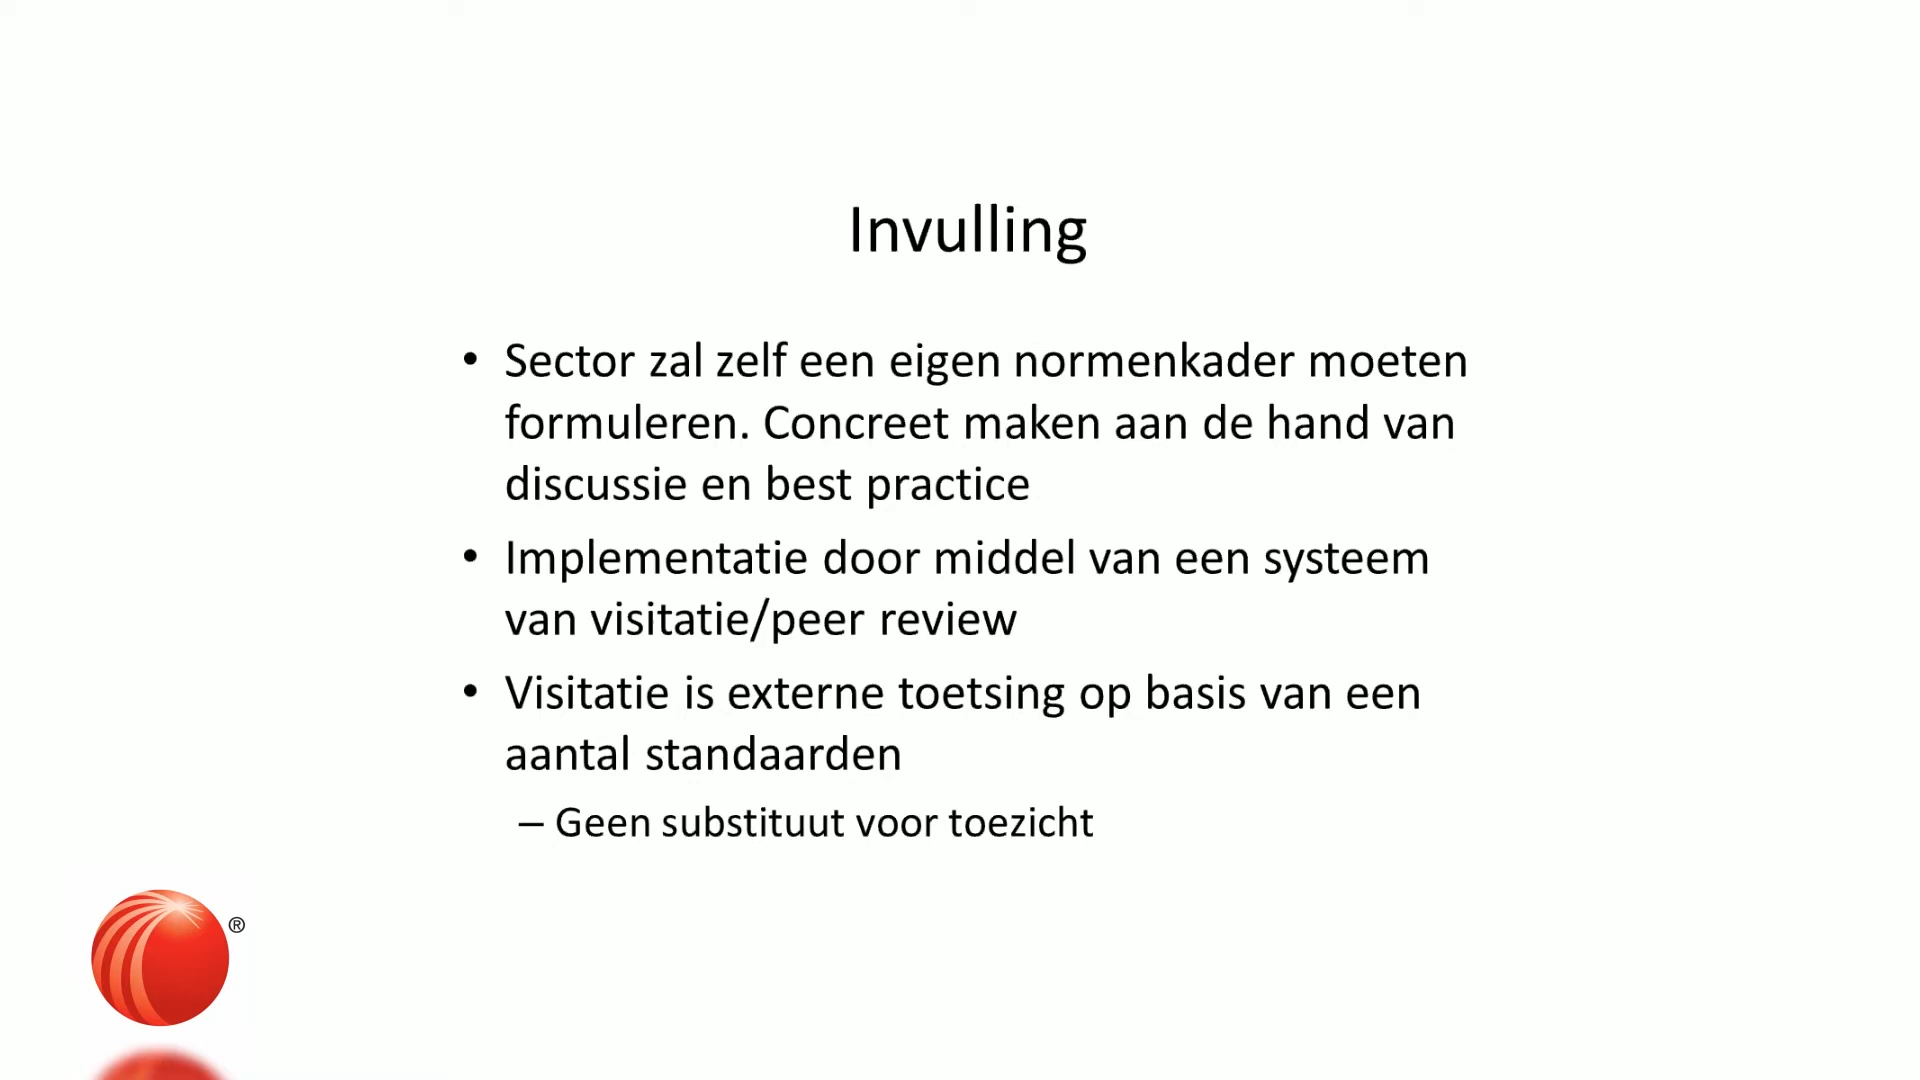 Invulling
• Sector zal zelf een eigen normenkader moeten
formuleren. Concreet maken aan de hand van
discussie en best practice
• Implementatie door middel van een systeem
van visitatie/peer review
• Visitatie is externe toetsing op basis van een
aantal standaarden
– Geen substituut voor toezicht
®